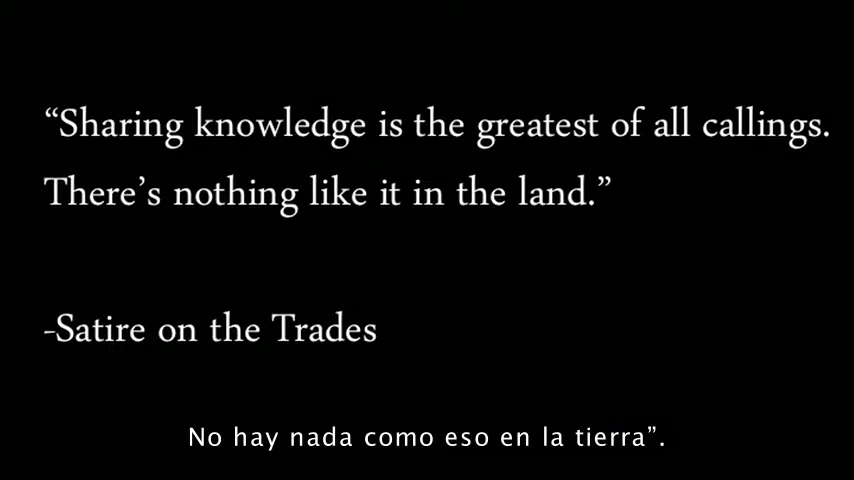 “Sharing knowledge is the greatest of all callings.
There’s nothing like it in the land.”
-Satire on the Trades
No hay nada como eso en la tierra”.